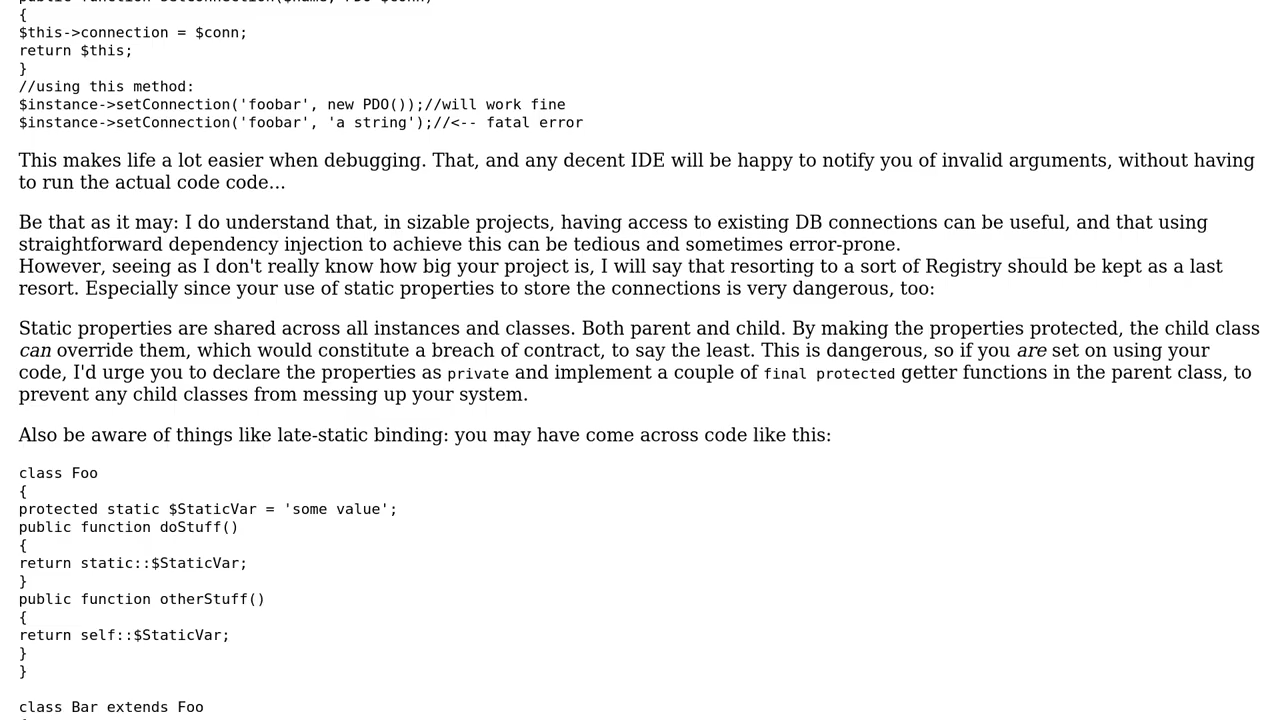 public function setConnection($name, PDO $conn)
{
$this->connection = $conn;
return $this;
}
//using this method:
$instance->setConnection('foobar', new PDO());//will work fine
$instance->setConnection('foobar', 'a string');//<-- fatal error
This makes life a lot easier when debugging. That, and any decent IDE will be happy to notify you of invalid arguments, without having
to run the actual code code...
Be that as it may: I do understand that, in sizable projects, having access to existing DB connections can be useful, and that using
straightforward dependency injection to achieve this can be tedious and sometimes error-prone.
However, seeing as I don't really know how big your project is, I will say that resorting to a sort of Registry should be kept as a last
resort. Especially since your use of static properties to store the connections is very dangerous, too:
Static properties are shared across all instances and classes. Both parent and child. By making the properties protected, the child class
can override them, which would constitute a breach of contract, to say the least. This is dangerous, so if you are set on using your
code, I'd urge you to declare the properties as private and implement a couple of final protected getter functions in the parent class, to
prevent any child classes from messing up your system.
Also be aware of things like late-static binding: you may have come across code like this:
class Foo
{
protected static $StaticVar = 'some value';
public function doStuff()
{
return static::$StaticVar;
}
public function otherStuff()
{
return self::$StaticVar;
}
}
class Bar extends Foo
{